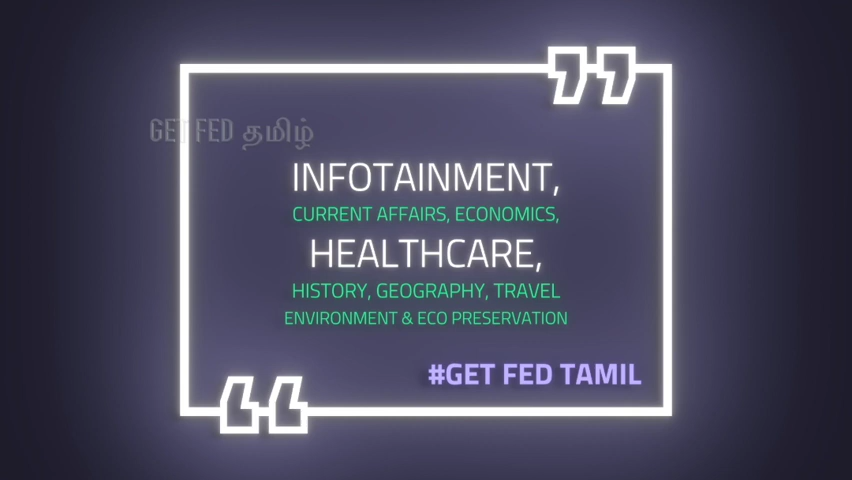 GET FED தமிழ்
INFOTAINMENT,
CURRENT AFFAIRS, ECONOMICS,
HEALTHCARE,
HISTORY, GEOGRAPHY, TRAVEL
ENVIRONMENT & ECO PRESERVATION
#GET FED TAMIL